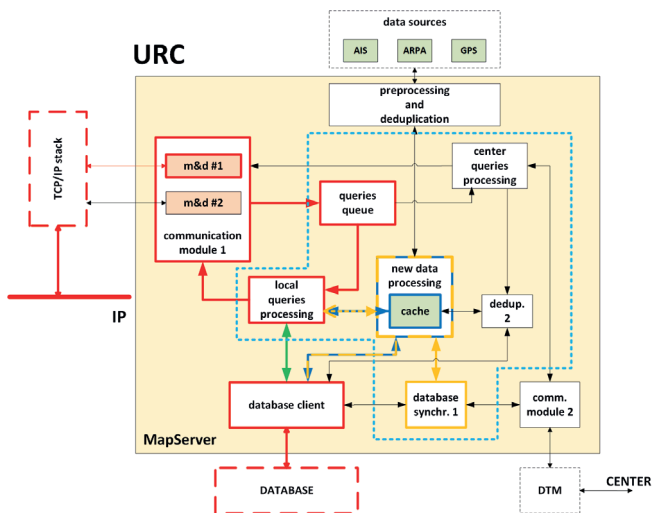 data sources
AIS
ARPA
GPS
URC
preprocessing
and
deduplication
TCP/IP stack
m&d #1
m&d #2
communication
module 1
queries
queue
center
queries
processing
local
queries
processing
new data
processing
cache
dedup.
2
IP
database client
database
synchr. 1
comm.
module 2
MapServer
DATABASE
DTM
CENTER